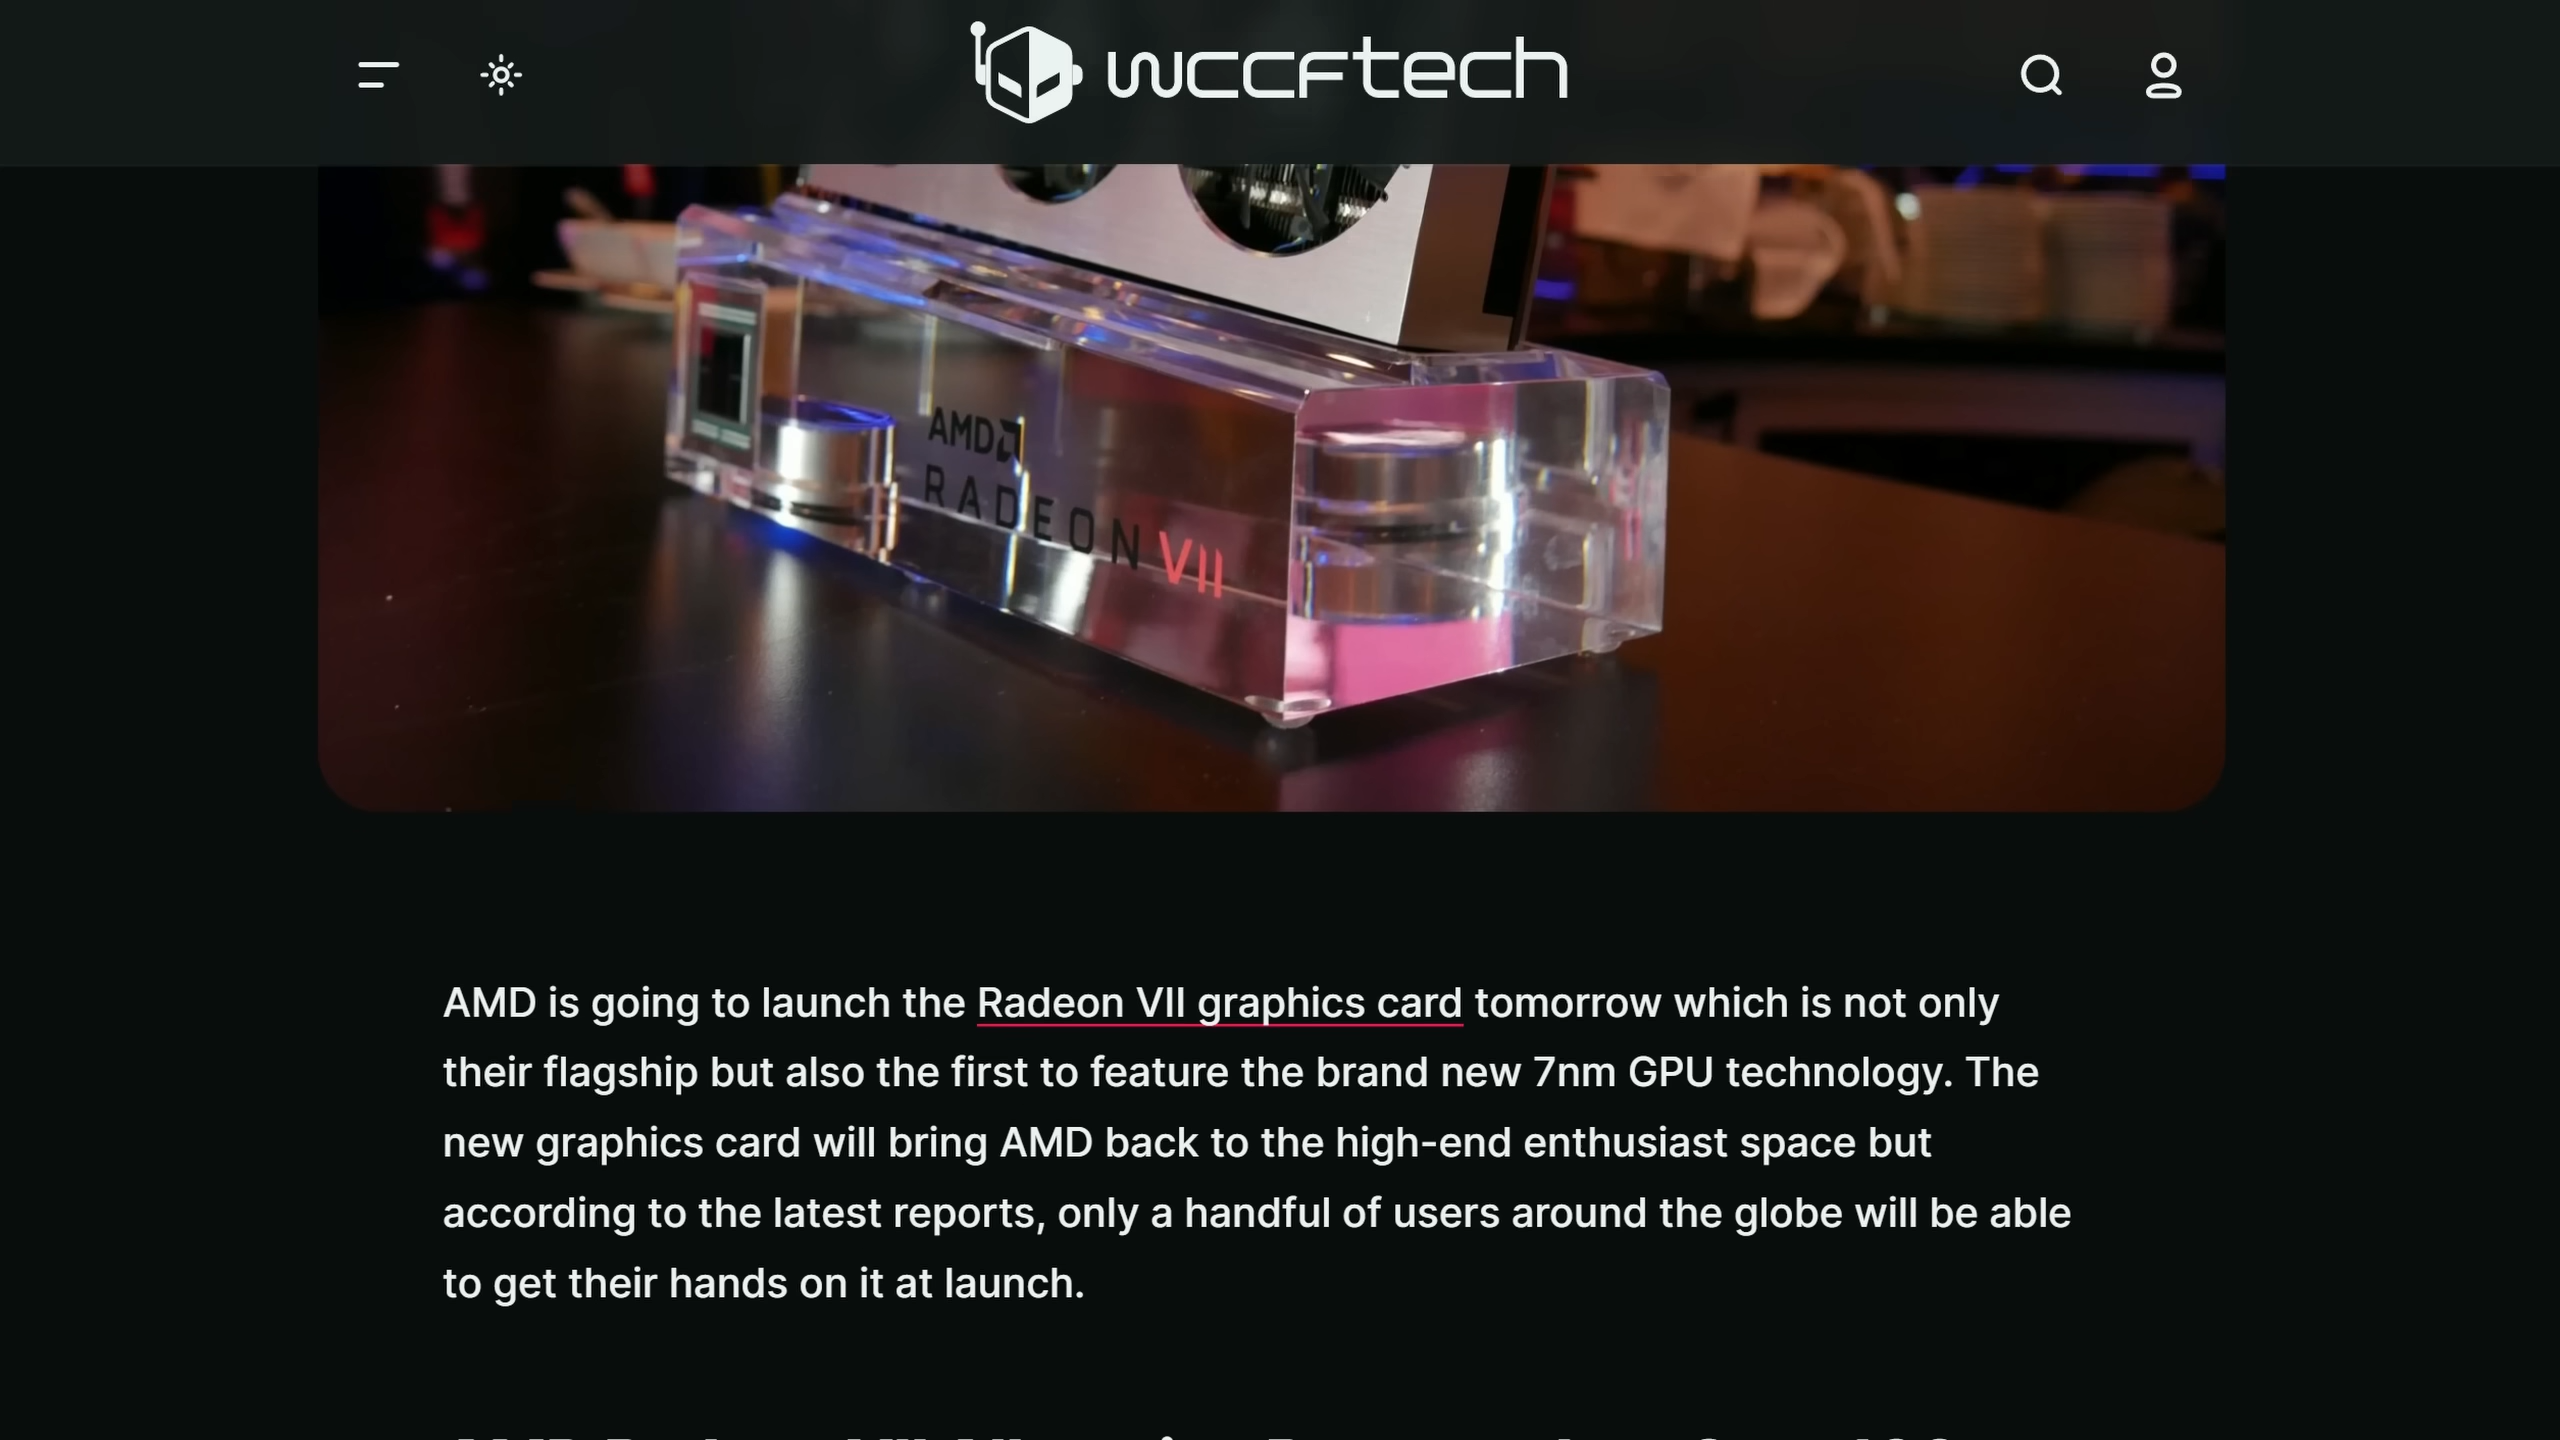 wccftech
AMD
RADEON VII
AMD is going to launch the Radeon VII graphics card tomorrow which is not only
their flagship but also the first to feature the brand new 7nm GPU technology. The
new graphics card will bring AMD back to the high-end enthusiast space but
according to the latest reports, only a handful of users around the globe will be able
to get their hands on it at launch.